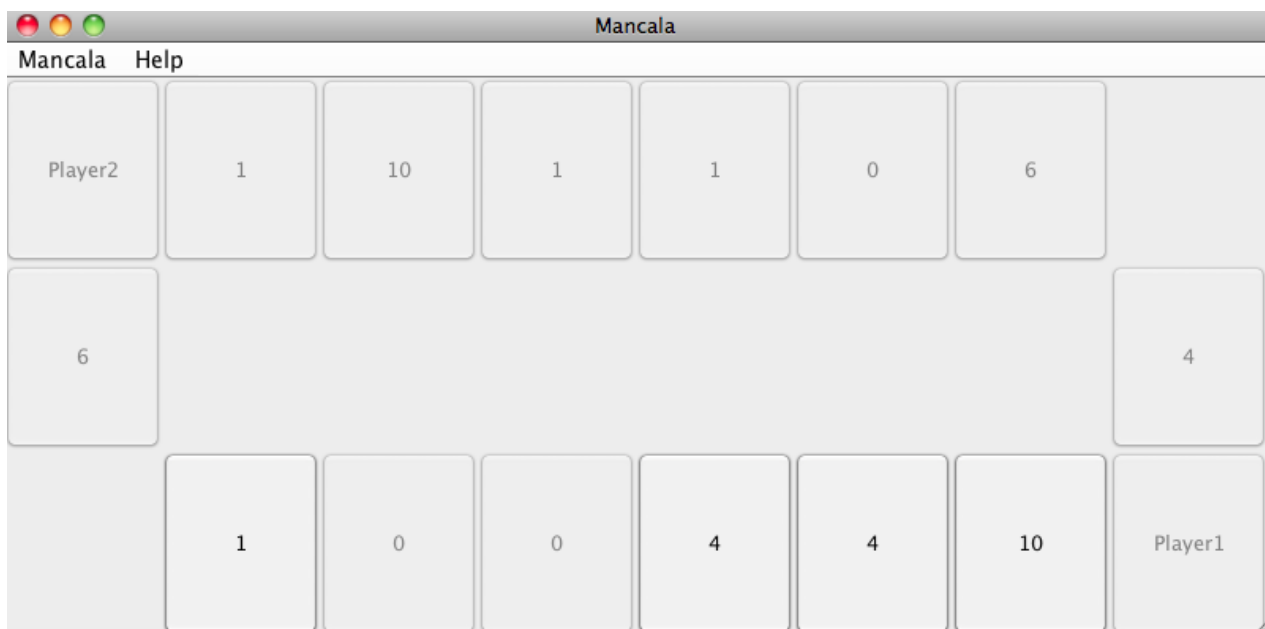 Mancala
Mancala Help
Player2 1 10 1 1 0 6
6 4
1 0 0 4 4 10 Player1